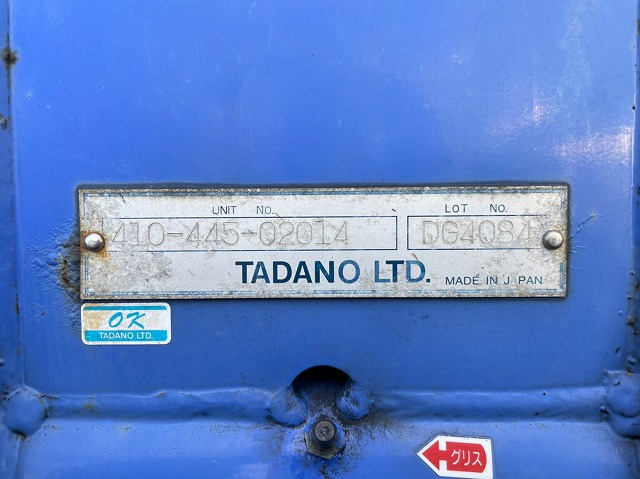 UNIT NO.
LOT NO.
410-445-02014
DG4084
TADANO LTD.
MADE IN JAPAN
OK
TADANO LTD.
グリス